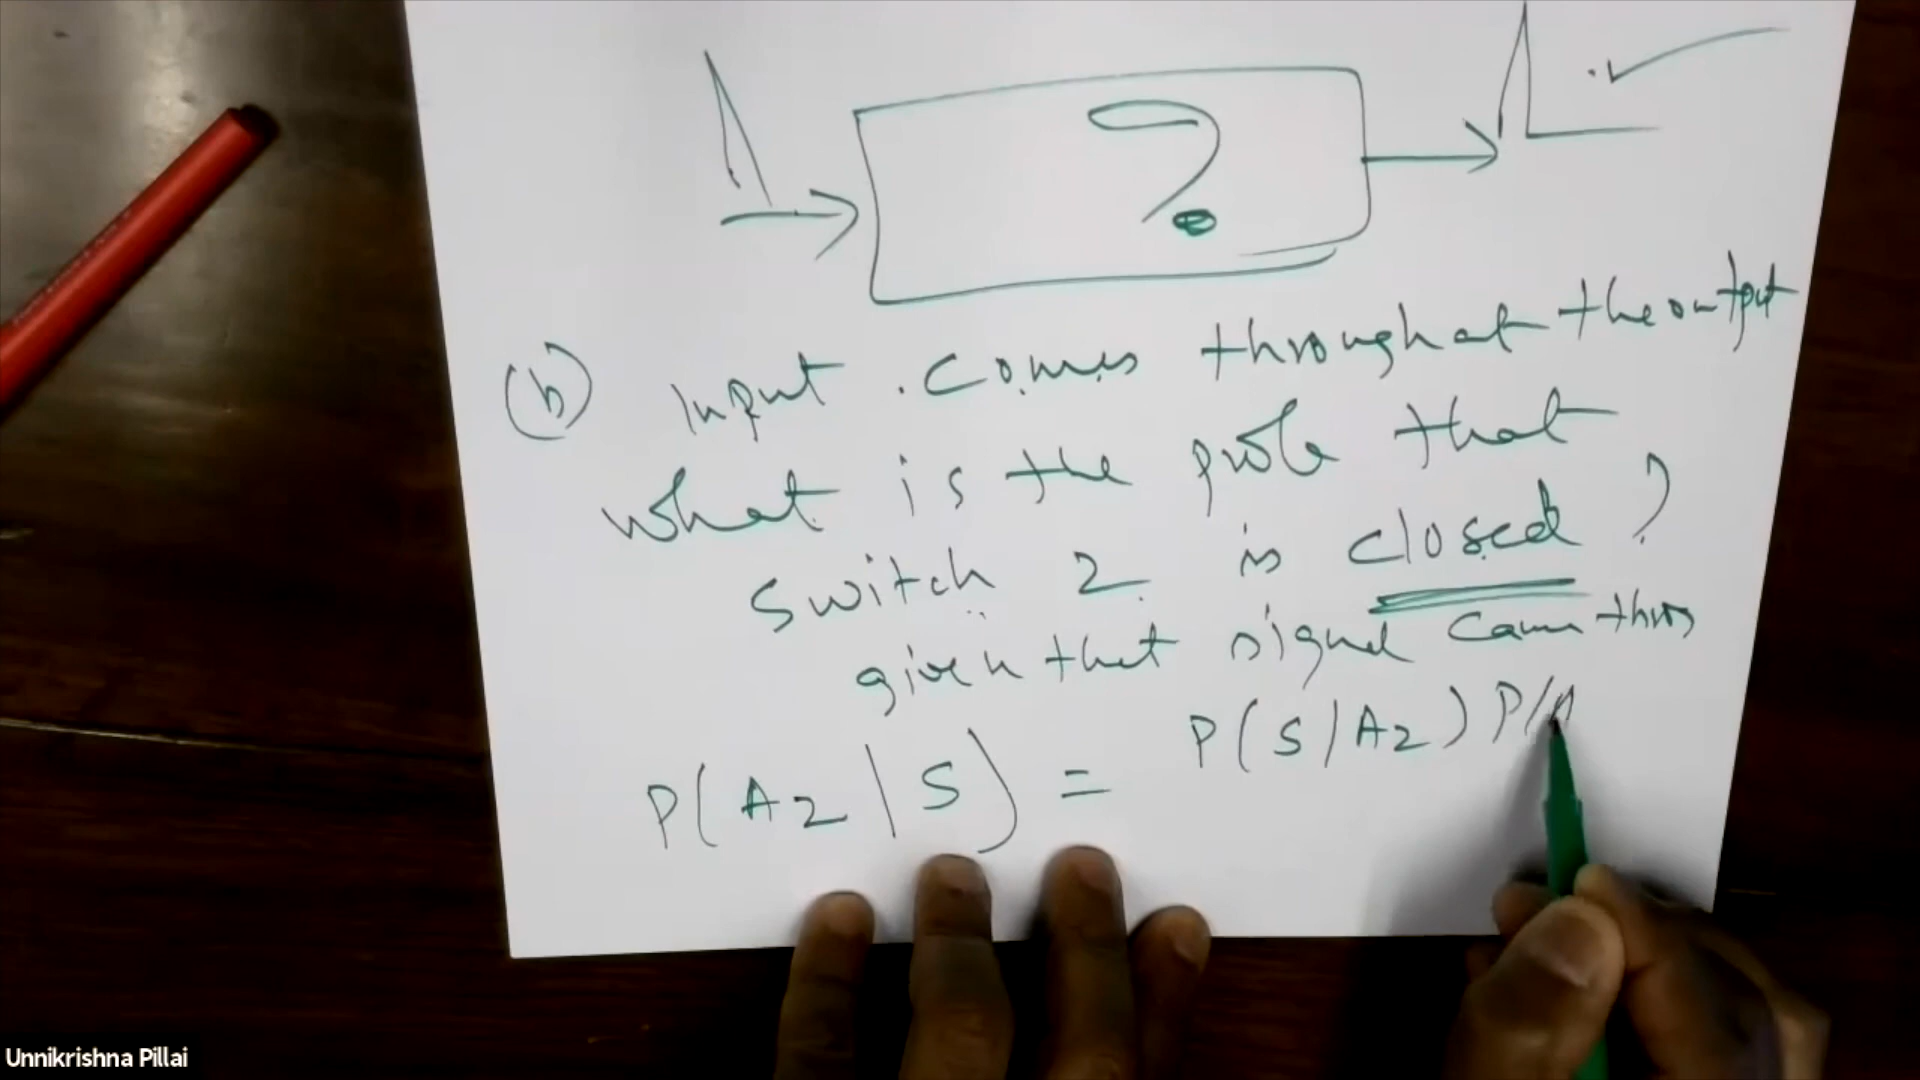 ?
(b) Input comes through at the output
what is the prob that
switch 2 is closed ?
given that signal came thro
P(A2|S) = P(S|A2) P(A
Unnikrishna Pillai